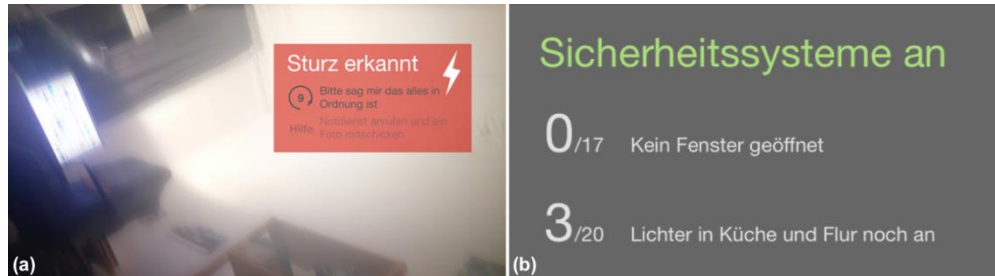 Sturz erkannt
9
Bitte sag mir das alles in
Ordnung ist
Hilfe
Notdienst anrufen und ein
Foto mitschicken
(a)
Sicherheitssysteme an
0/17 Kein Fenster geöffnet
3/20 Lichter in Küche und Flur noch an
(b)